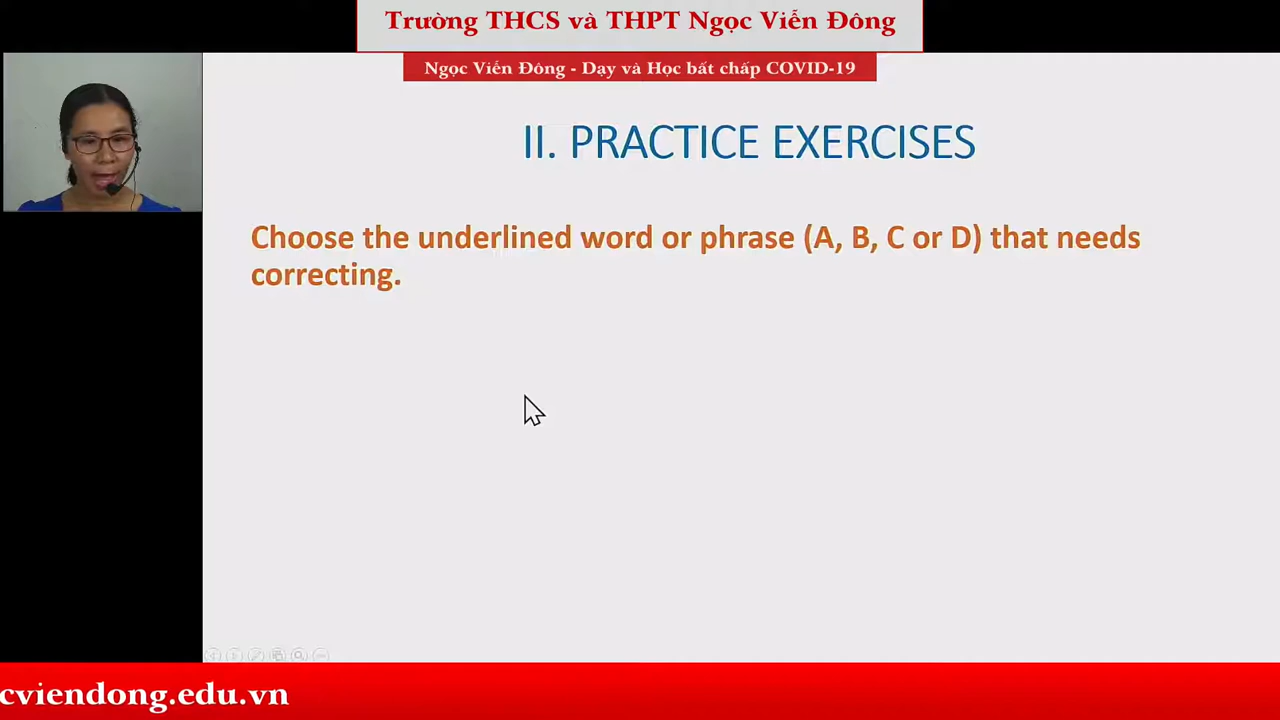 Trường THCS và THPT Ngọc Viễn Đông
Ngọc Viễn Đông - Dạy và Học bất chấp COVID-19
II. PRACTICE EXERCISES
Choose the underlined word or phrase (A, B, C or D) that needs
correcting.
cviendong.edu.vn